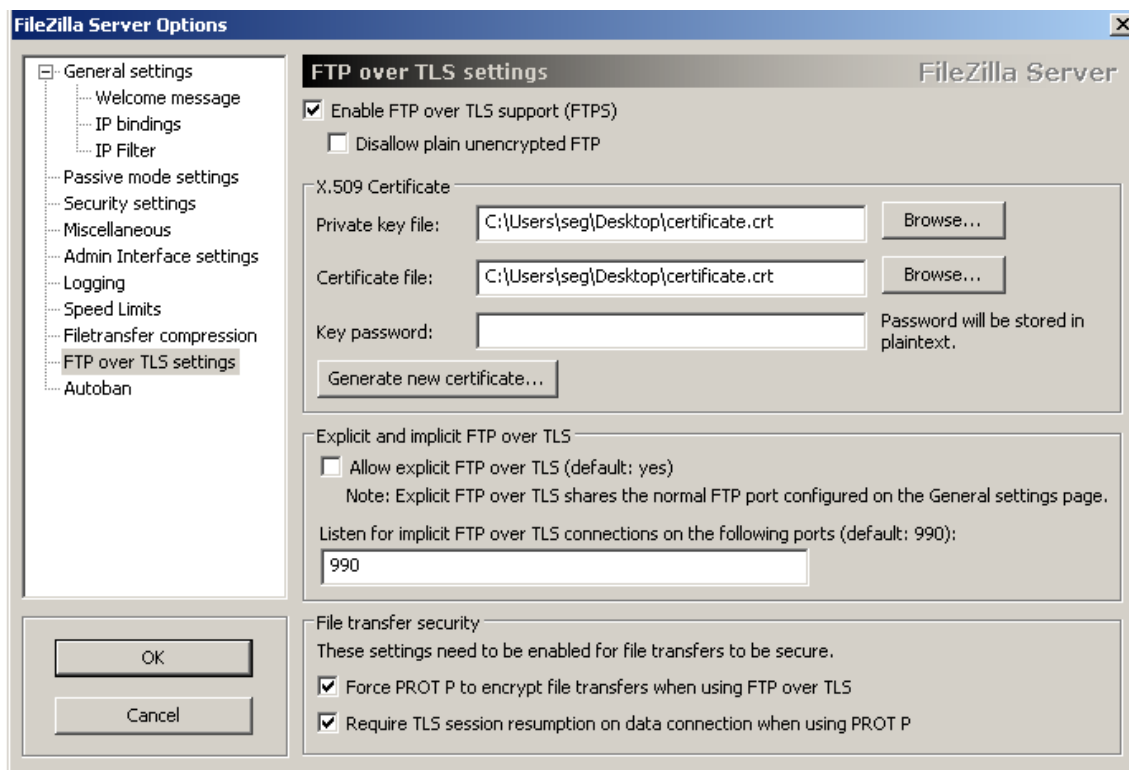 FileZilla Server Options
General settings
Welcome message
IP bindings
IP Filter
Passive mode settings
Security settings
Miscellaneous
Admin Interface settings
Logging
Speed Limits
Filetransfer compression
FTP over TLS settings
Autoban
OK
Cancel
FTP over TLS settings
FileZilla Server
Enable FTP over TLS support (FTPS)
Disallow plain unencrypted FTP
X.509 Certificate
Private key file:
C:\Users\seg\Desktop\certificate.crt
Browse...
Certificate file:
C:\Users\seg\Desktop\certificate.crt
Browse...
Key password:
Password will be stored in
plaintext.
Generate new certificate...
Explicit and implicit FTP over TLS
Allow explicit FTP over TLS (default: yes)
Note: Explicit FTP over TLS shares the normal FTP port configured on the General settings page.
Listen for implicit FTP over TLS connections on the following ports (default: 990):
990
File transfer security
These settings need to be enabled for file transfers to be secure.
Force PROT P to encrypt file transfers when using FTP over TLS
Require TLS session resumption on data connection when using PROT P